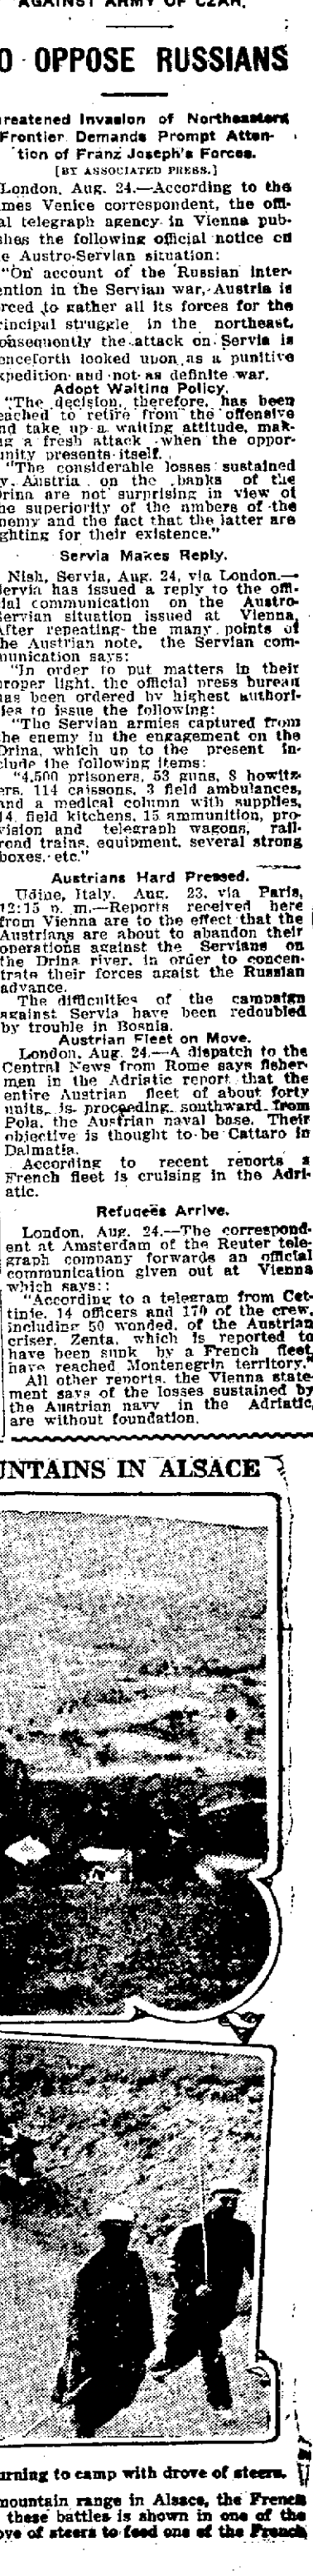 AGAINST ARMY OF CZAR.
O OPPOSE RUSSIANS
reatened Invasion of Northeastern
Frontier Demands Prompt Atten-
tion of Franz Joseph's Forces.
[BY ASSOCIATED PRESS.]
London, Aug. 24.—According to the
mes Venice correspondent, the offi-
al telegraph agency in Vienna pub-
shes the following official notice on
e Austro-Servian situation:
"On account of the Russian inter-
ention in the Servian war, Austria is
rced to gather all its forces for the
rincipal struggle in the northeast,
onsequently the attack on Servia is
enceforth looked upon as a punitive
xpedition and not as definite war.
Adopt Waiting Policy.
"The decision, therefore, has been
eached to retire from the offensive
nd take up a waiting attitude, mak-
ng a fresh attack when the oppor-
unity presents itself.
"The considerable losses sustained
y Austria on the banks of the
rina are not surprising in view of
he superiority of the nmbers of the
nemy and the fact that the latter are
ghting for their existence."
Servia Makes Reply.
Nish, Servia, Aug. 24, via London.—
Servia has issued a reply to the offi-
ial communication on the Austro-
Servian situation issued at Vienna.
After repeating the many points of
he Austrian note, the Servian com-
munication says:
"In order to put matters in their
proper light, the official press bureau
has been ordered by highest authori-
ies to issue the following:
"The Servian armies captured from
he enemy in the engagement on the
Drina, which up to the present in-
clude the following items:
"4,500 prisoners, 53 guns, 8 howitz-
ers, 114 caissons, 3 field ambulances,
and a medical column with supplies,
14 field kitchens, 15 ammunition, pro-
vision and telegraph wagons, rail-
road trains, equipment, several strong
boxes, etc."
Austrians Hard Pressed.
Udine, Italy, Aug. 23, via Paris,
12:15 p. m.—Reports received here
from Vienna are to the effect that the
Austrians are about to abandon their
operations against the Servians on
the Drina river, in order to concen-
trate their forces agaist the Russian
advance.
The difficulties of the campaign
against Servia have been redoubled
by trouble in Bosnia.
Austrian Fleet on Move.
London, Aug. 24.—A dispatch to the
Central News from Rome says fisher-
men in the Adriatic report that the
entire Austrian fleet of about forty
units, is proceeding southward from
Pola, the Austrian naval base. Their
objective is thought to be Cattaro in
Dalmatia.
According to recent reports a
French fleet is cruising in the Adri-
atic.
Refugees Arrive.
London, Aug. 24.—The correspond-
ent at Amsterdam of the Reuter tele-
graph company forwards an official
communication given out at Vienna
which says::
"According to a telegram from Cet-
tinje, 14 officers and 170 of the crew,
including 50 wonded, of the Austrian
criser, Zenta, which is reported to
have been sunk by a French fleet,
have reached Montenegrin territory."
All other reports, the Vienna state-
ment says of the losses sustained by
the Austrian navy in the Adriatic,
are without foundation.
UNTAINS IN ALSACE
urning to camp with drove of steers.
mountain range in Alsace, the French
these battles is shown in one of the
ove of steers to feed one of the French